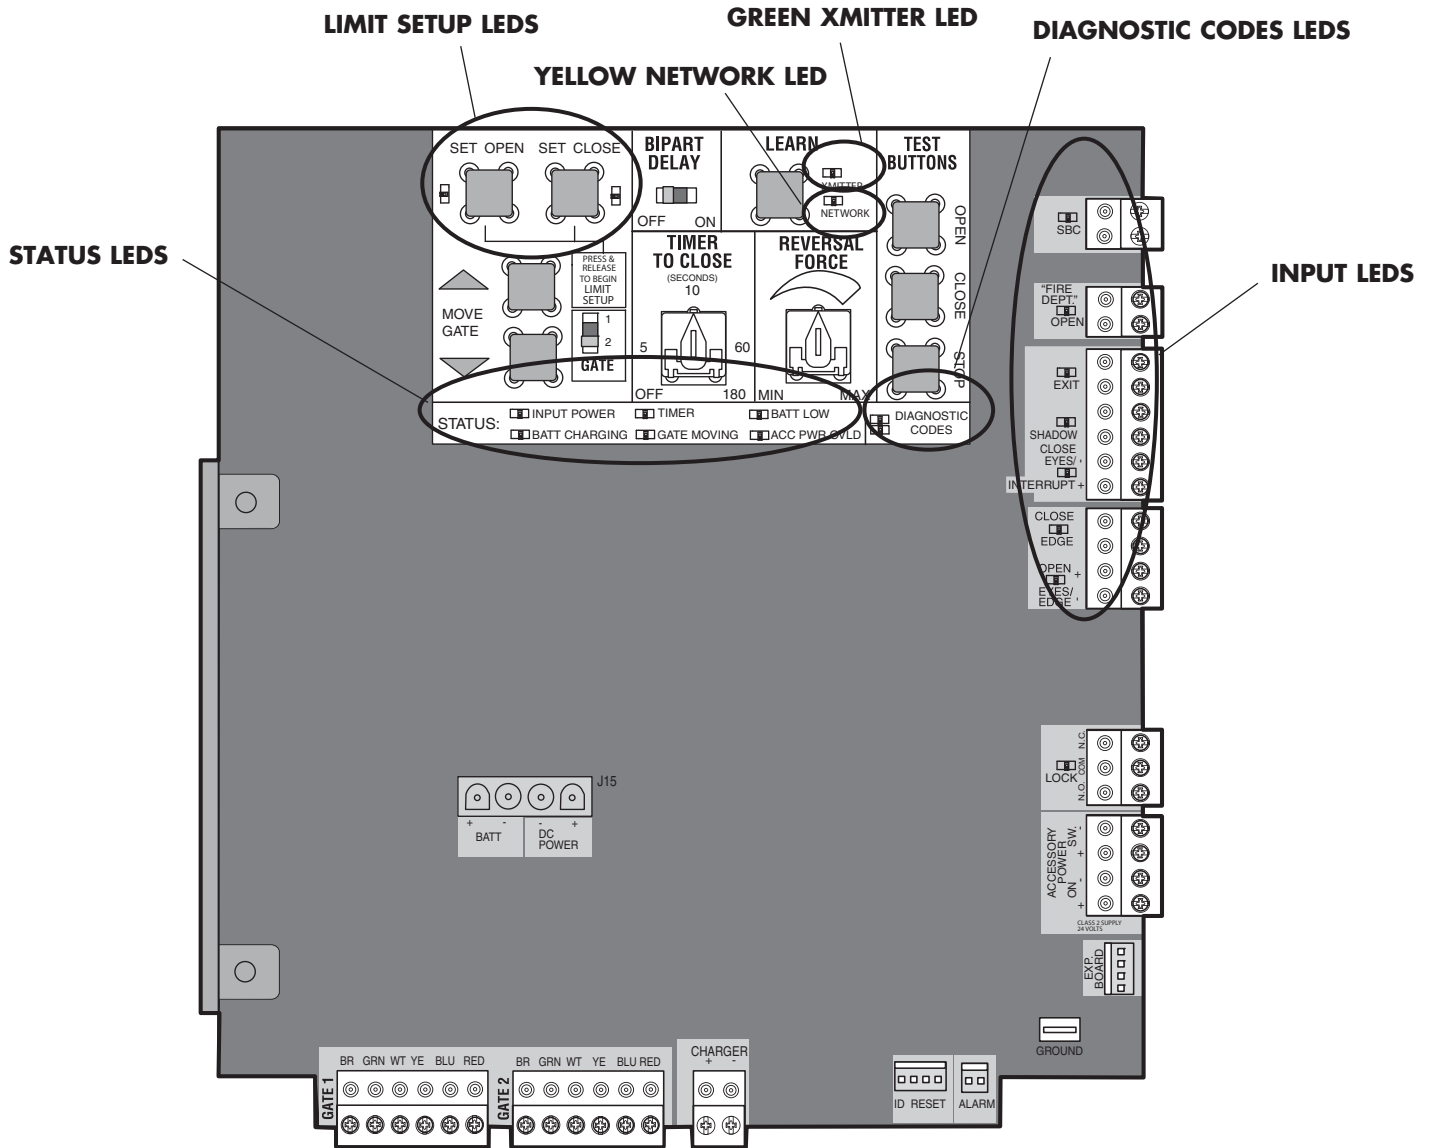 LIMIT SETUP LEDS
GREEN XMITTER LED
DIAGNOSTIC CODES LEDS
YELLOW NETWORK LED
STATUS LEDS
INPUT LEDS
SET OPEN SET CLOSE
BIPART
DELAY
OFF ON
LEARN
XMITTER
NETWORK
TEST
BUTTONS
OPEN
CLOSE
STOP
MOVE
GATE
PRESS &
RELEASE
TO BEGIN
LIMIT
SETUP
1
2
GATE
TIMER
TO CLOSE
(SECONDS)
10
5 60
OFF 180
REVERSAL
FORCE
MIN MAX
STATUS:
INPUT POWER TIMER BATT LOW
BATT CHARGING GATE MOVING ACC PWR OVLD
DIAGNOSTIC
CODES
SBC
"FIRE
DEPT."
OPEN
EXIT
SHADOW
CLOSE
EYES/ -
INTERRUPT +
CLOSE
EDGE
OPEN +
EYES/
EDGE -
J15
+ - - +
BATT
DC
POWER
LOCK
N.C.
COM
N.O.
ACCESSORY
POWER
SW. - +
ON - +
CLASS 2 SUPPLY
24 VOLTS
EXP.
BOARD
GROUND
GATE 1
BR GRN WT YE BLU RED
GATE 2
BR GRN WT YE BLU RED
CHARGER
+ -
ID RESET
ALARM